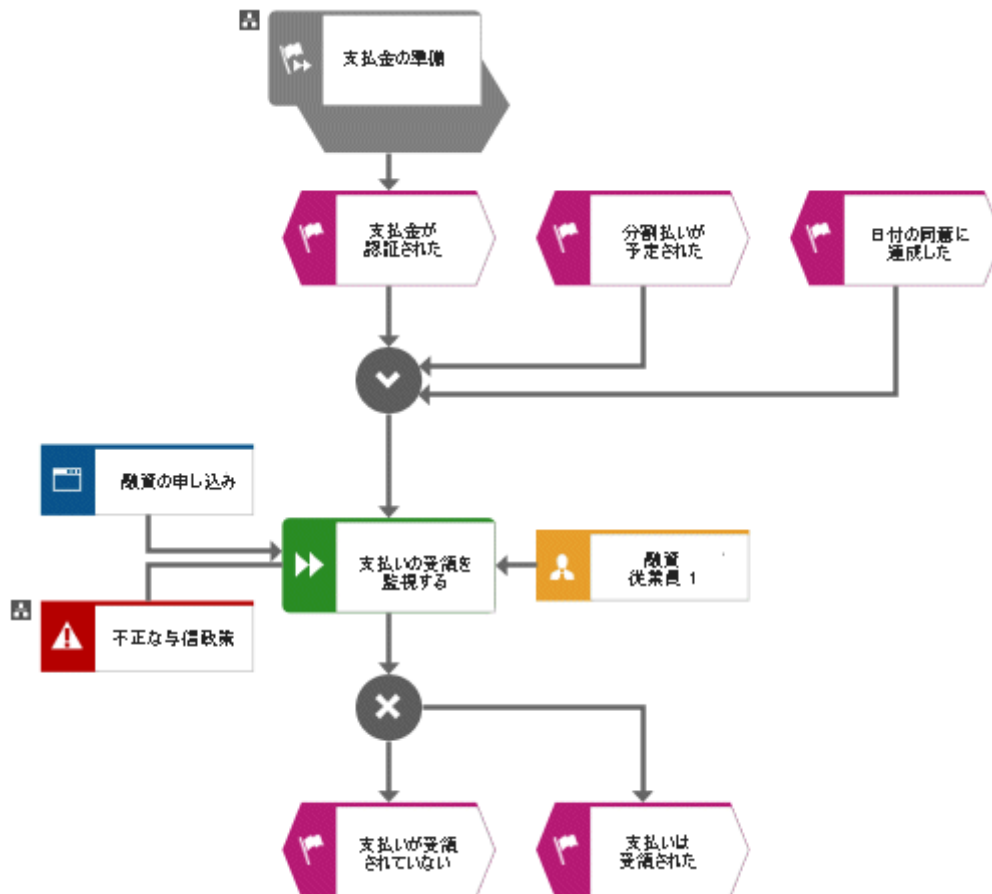 支払金の準備
支払金が
認証された
分割払いが
予定された
日付の同意に
達成した
融資の申し込み
支払いの受領を
監視する
融資
従業員 1
不正な与信政策
支払いが受領
されていない
支払いは
受領された